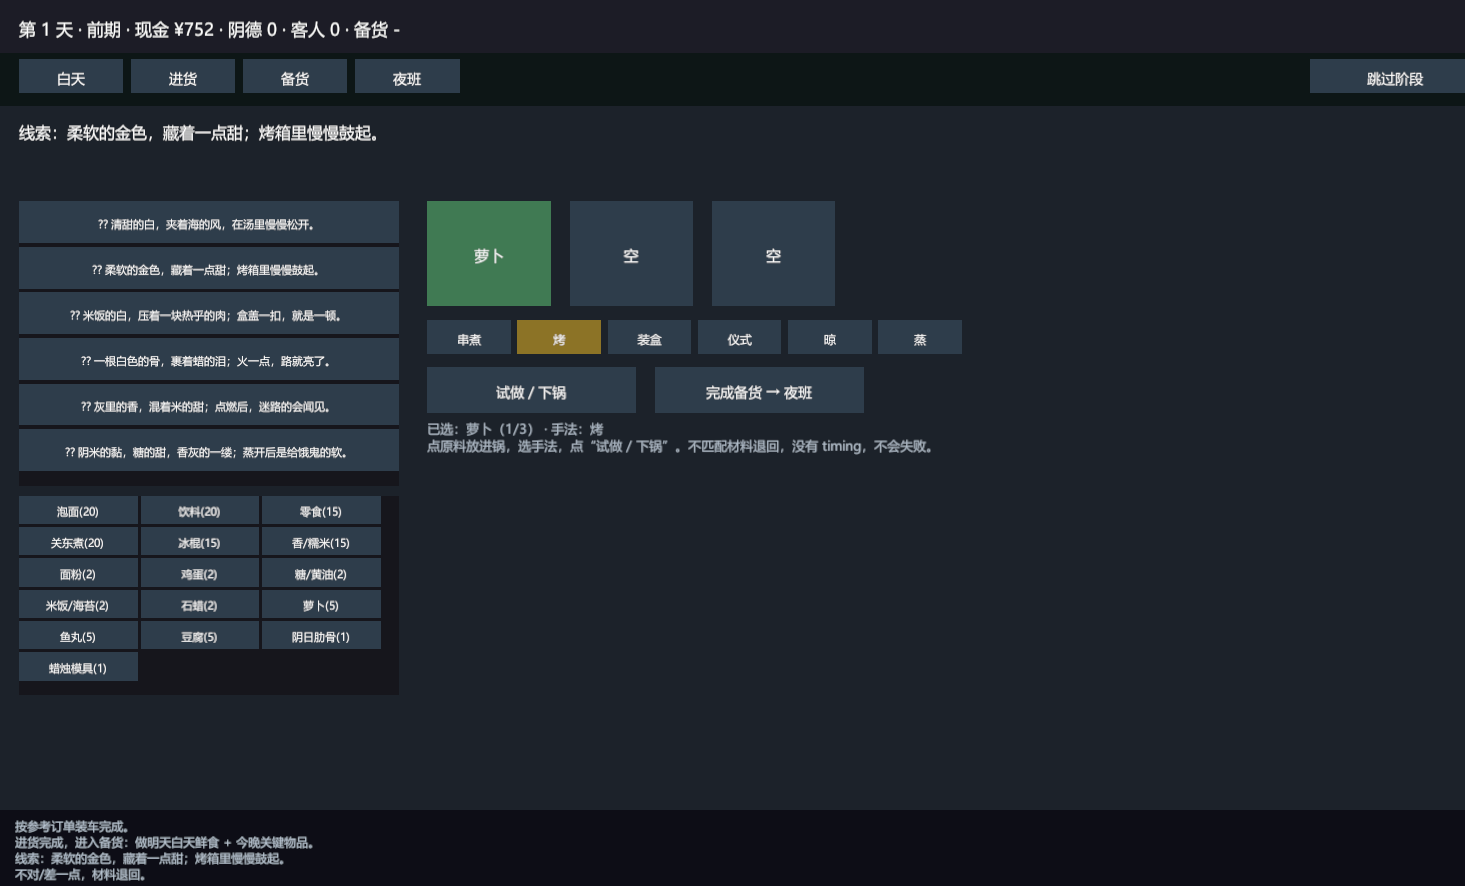 第 1 天 · 前期 · 现金 ¥752 · 阴德 0 · 客人 0 · 备货 -
白天 进货 备货 夜班 跳过阶段
线索：柔软的金色，藏着一点甜；烤箱里慢慢鼓起。
?? 清甜的白，夹着海的风，在汤里慢慢松开。
?? 柔软的金色，藏着一点甜；烤箱里慢慢鼓起。
?? 米饭的白，压着一块热乎的肉；盒盖一扣，就是一顿。
?? 一根白色的骨，裹着蜡的泪；火一点，路就亮了。
?? 灰里的香，混着米的甜；点燃后，迷路的会闻见。
?? 阴米的黏，糖的甜，香灰的一缕；蒸开后是给饿鬼的软。
萝卜 空 空
串煮 烤 装盒 仪式 晾 蒸
试做 / 下锅 完成备货 → 夜班
已选：萝卜（1/3） · 手法：烤
点原料放进锅，选手法，点“试做 / 下锅”。不匹配材料退回，没有 timing，不会失败。
泡面(20) 饮料(20) 零食(15)
关东煮(20) 冰棍(15) 香/糯米(15)
面粉(2) 鸡蛋(2) 糖/黄油(2)
米饭/海苔(2) 石蜡(2) 萝卜(5)
鱼丸(5) 豆腐(5) 阴日肋骨(1)
蜡烛模具(1)
按参考订单装车完成。
进货完成，进入备货：做明天白天鲜食 + 今晚关键物品。
线索：柔软的金色，藏着一点甜；烤箱里慢慢鼓起。
不对/差一点，材料退回。